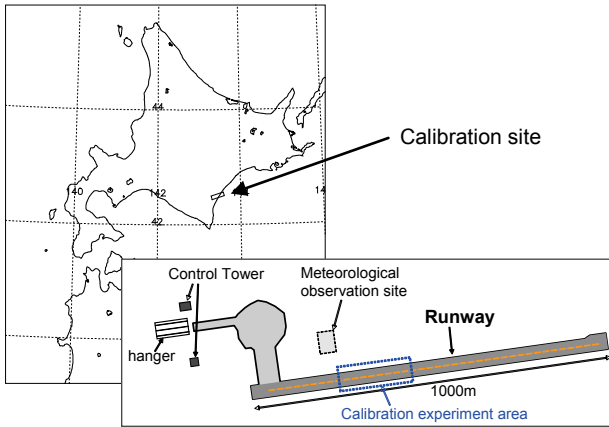 44
Calibration site
140
142
14
42
Control Tower
Meteorological
observation site
Runway
hanger
1000m
Calibration experiment area